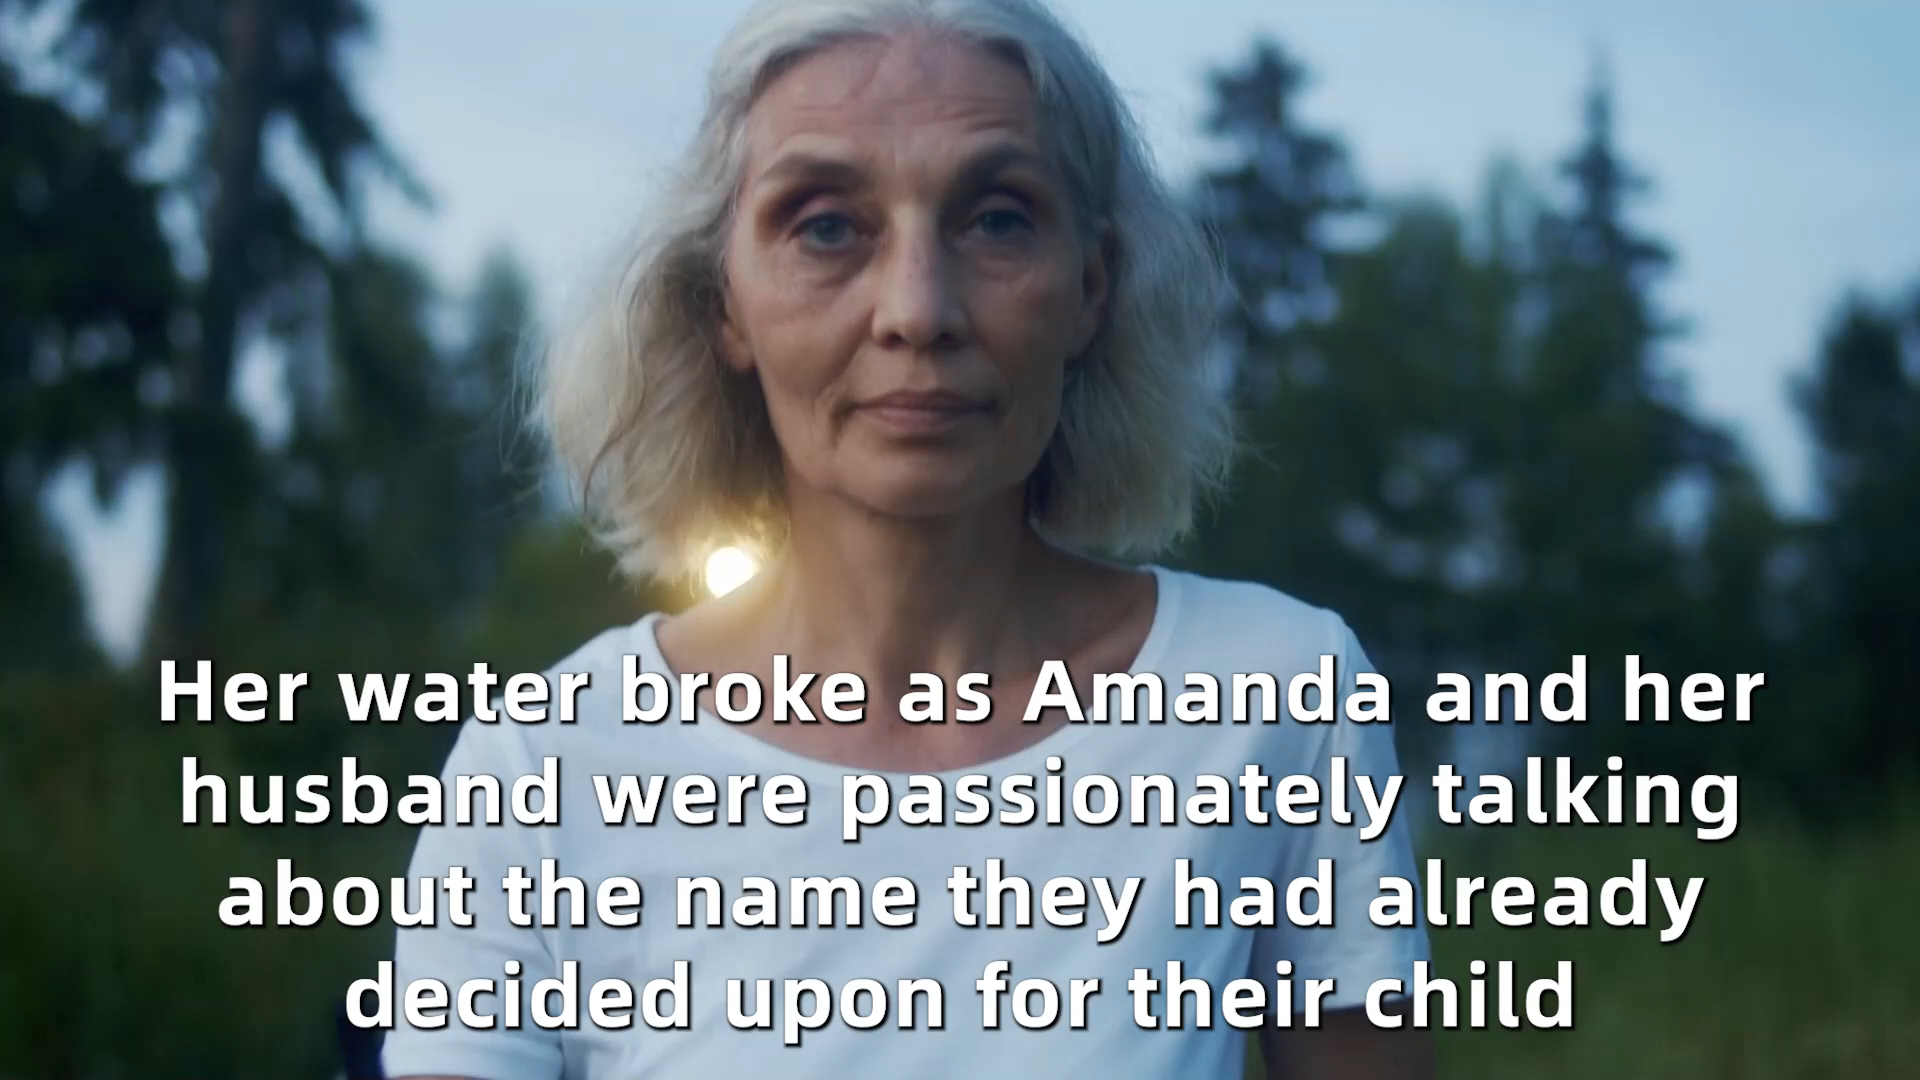 Her water broke as Amanda and her
husband were passionately talking
about the name they had already
decided upon for their child